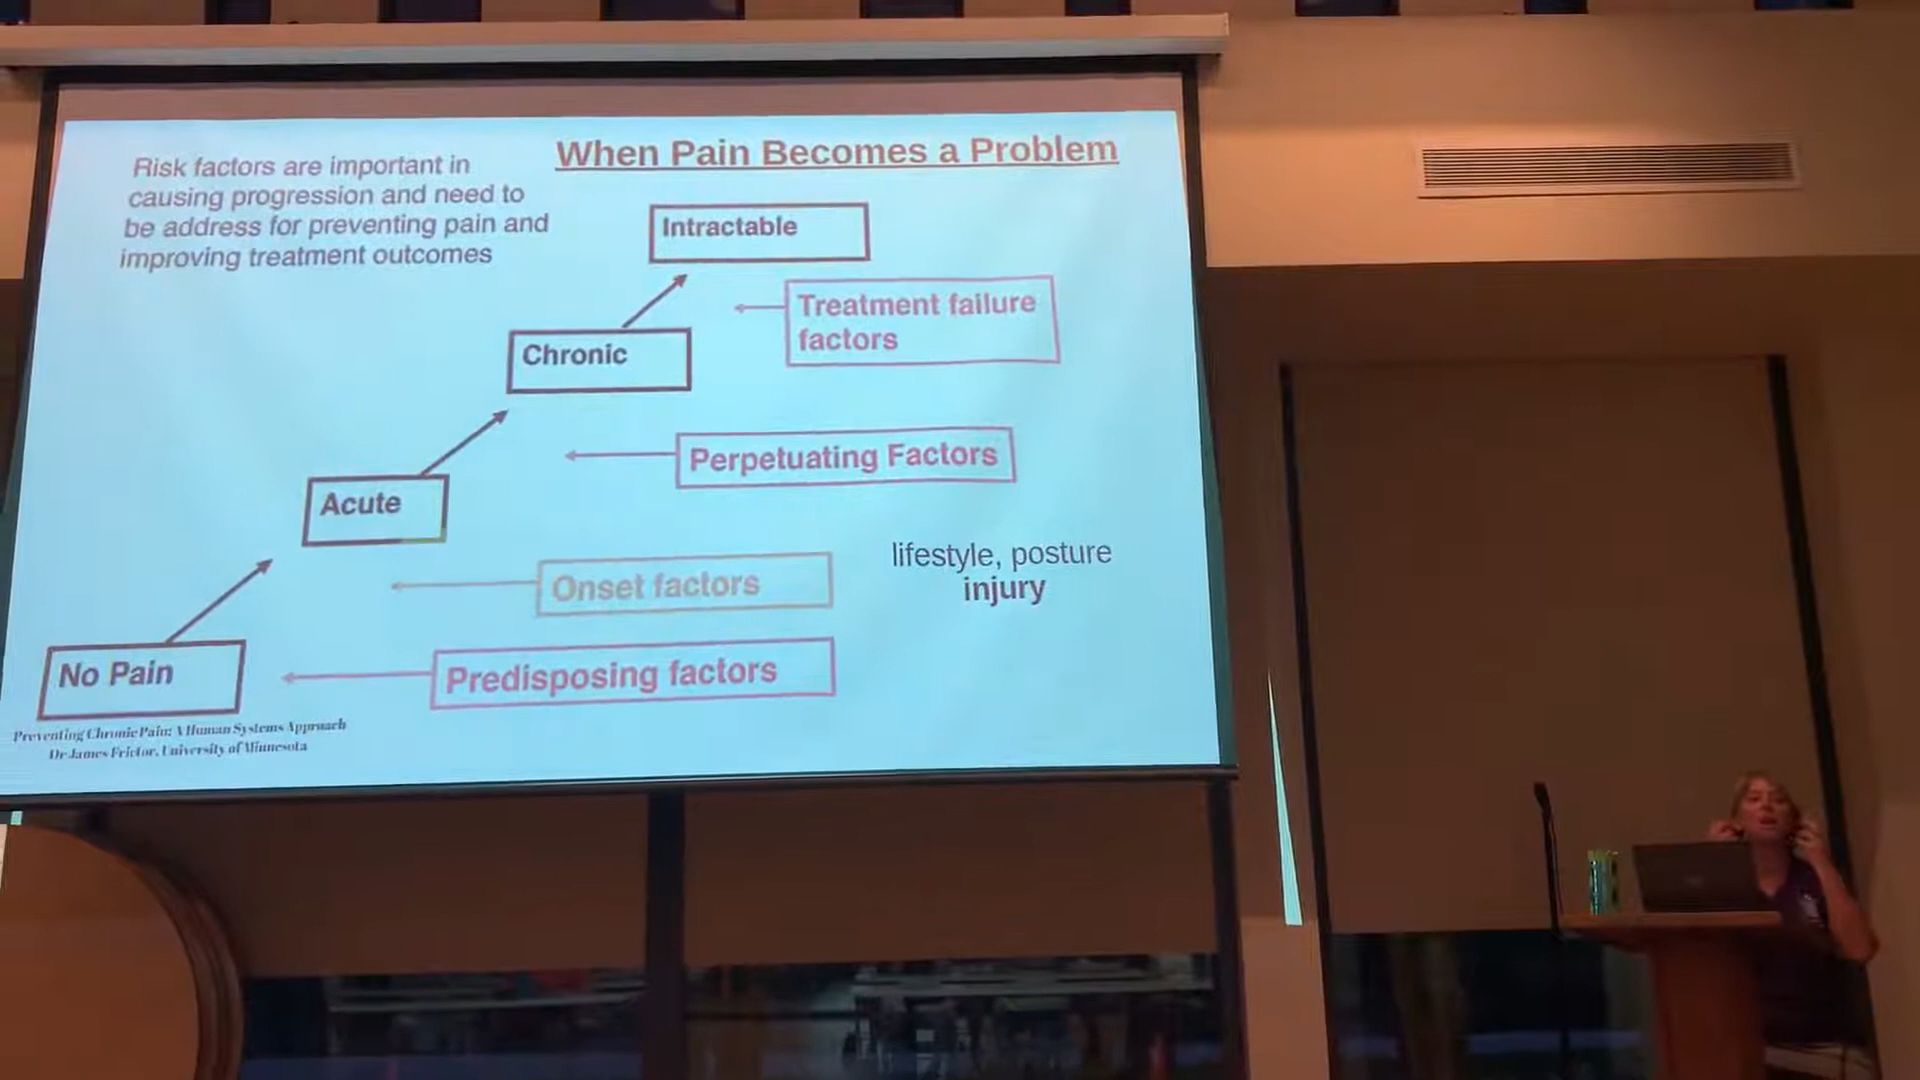 When Pain Becomes a Problem
Risk factors are important in
causing progression and need to
be address for preventing pain and
improving treatment outcomes
Intractable
Treatment failure
factors
Chronic
Perpetuating Factors
Acute
lifestyle, posture
injury
Onset factors
No Pain
Predisposing factors
Preventing Chronic Pain: A Human Systems Approach
Dr James Fricton, University of Minnesota